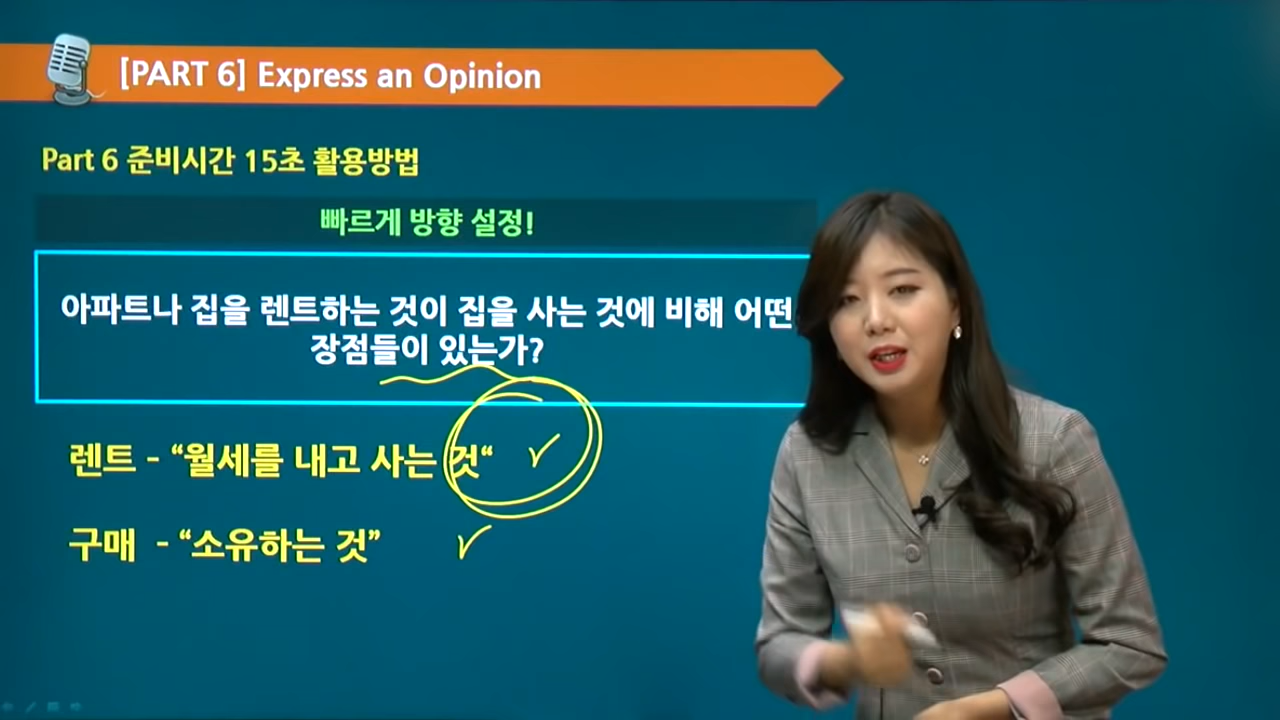 [PART 6] Express an Opinion
Part 6 준비시간 15초 활용방법
빠르게 방향 설정!
아파트나 집을 렌트하는 것이 집을 사는 것에 비해 어떤
장점들이 있는가?
렌트 - “월세를 내고 사는 것“
구매 - “소유하는 것”